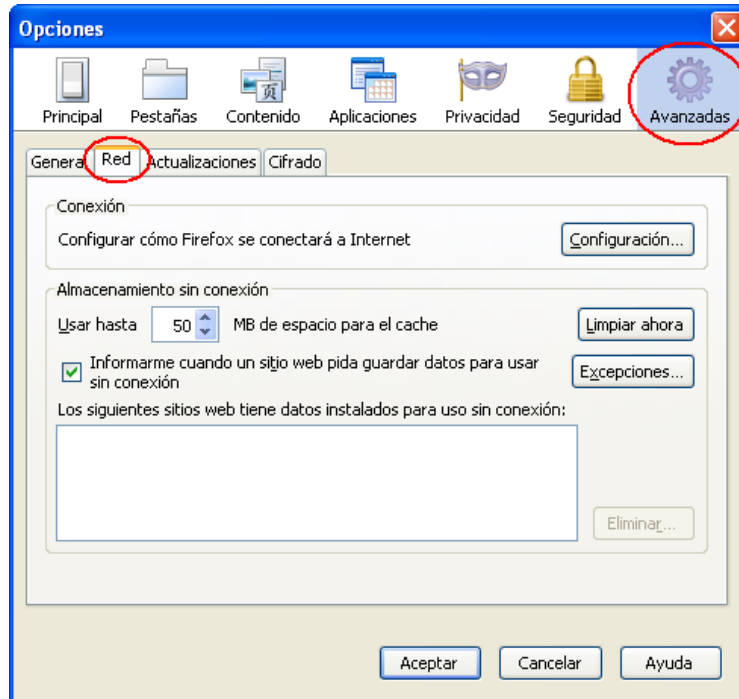 Opciones
Principal Pestañas Contenido Aplicaciones Privacidad Seguridad Avanzadas
General Red Actualizaciones Cifrado
Conexión
Configurar cómo Firefox se conectará a Internet Configuración...
Almacenamiento sin conexión
Usar hasta 50 MB de espacio para el cache Limpiar ahora
Informarme cuando un sitio web pida guardar datos para usar
sin conexión Excepciones...
Los siguientes sitios web tiene datos instalados para uso sin conexión:
Eliminar...
Aceptar Cancelar Ayuda